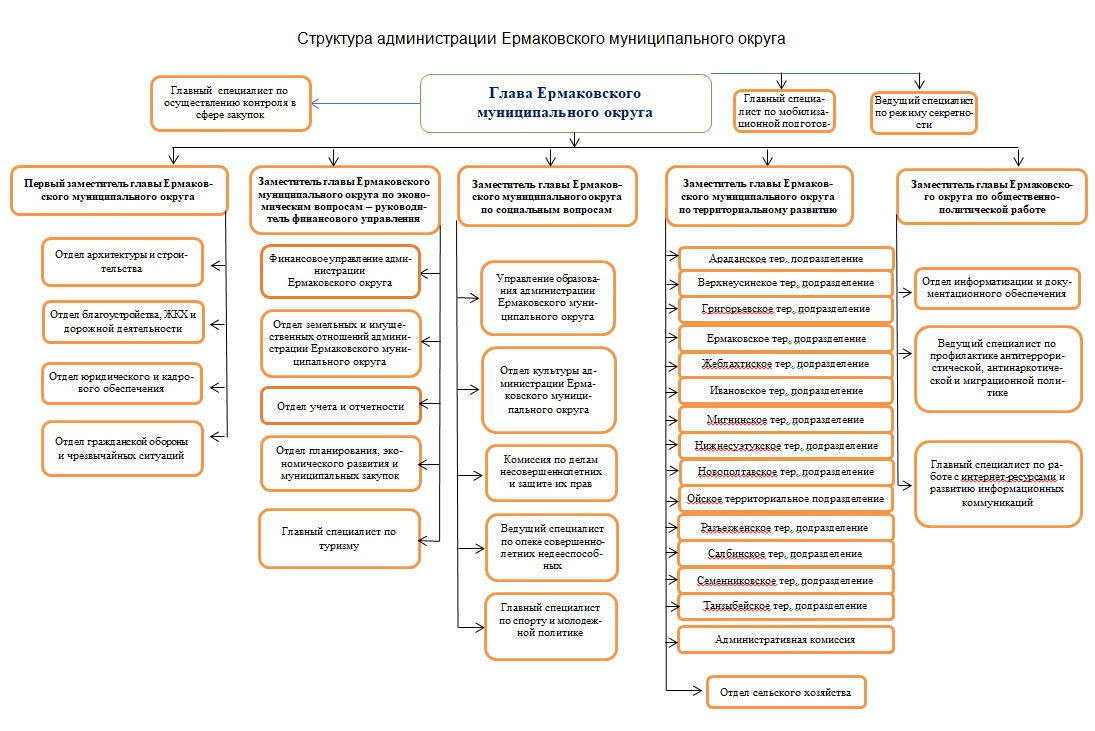 Структура администрации Ермаковского муниципального округа
Главный специалист по
осуществлению контроля в
сфере закупок
Глава Ермаковского
муниципального округа
Главный специа-
лист по мобилиза-
ционной подготов-
Ведущий специалист
по режиму секретно-
сти
Первый заместитель главы Ермаков-
ского муниципального округа
Отдел архитектуры и строи-
тельства
Отдел благоустройства, ЖКХ и
дорожной деятельности
Отдел юридического и кадро-
вого обеспечения
Отдел гражданской обороны
и чрезвычайных ситуаций
Заместитель главы Ермаковского
муниципального округа по эконо-
мическим вопросам – руководи-
тель финансового управления
Финансовое управление адми-
нистрации
Ермаковского округа
Отдел земельных и имуще-
ственных отношений админи-
страции Ермаковского муни-
ципального округа
Отдел учета и отчетности
Отдел планирования, эко-
номического развития и
муниципальных закупок
Главный специалист по
туризму
Заместитель главы Ермаков-
ского муниципального округа
по социальным вопросам
Управление образова-
ния администрации
Ермаковского муни-
ципального округа
Отдел культуры ад-
министрации Ерма-
ковского муници-
пального округа
Комиссия по делам
несовершеннолетних
и защите их прав
Ведущий специалист
по опеке совершенно-
летних недееспособ-
ных
Главный специалист
по спорту и молодеж-
ной политике
Заместитель главы Ермаков-
ского муниципального округа
по территориальному развитию
Араданское тер. подразделение
Верхнеусинское тер. подразделение
Григорьевское тер. подразделение
Ермаковское тер. подразделение
Жеблахтиское тер. подразделение
Ивановское тер. подразделение
Мигнинское тер. подразделение
Нижнесуэтукское тер. подразделение
Новополтавское тер. подразделение
Ойское территориальное подразделение
Разъезженское тер. подразделение
Салбинское тер. подразделение
Семенниковское тер. подразделение
Танзыбейское тер. подразделение
Административная комиссия
Отдел сельского хозяйства
Заместитель главы Ермаковско-
го округа по общественно-
политической работе
Отдел информатизации и доку-
ментационного обеспечения
Ведущий специалист по
профилактике антитеррори-
стической, антинаркотиче-
ской и миграционной поли-
тике
Главный специалист по ра-
боте с интернет-ресурсами и
развитию информационных
коммуникаций